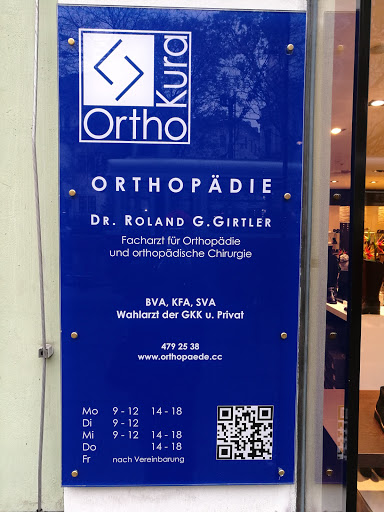 Ortho Kura
ORTHOPÄDIE
DR. ROLAND G.GIRTLER
Facharzt für Orthopädie
und orthopädische Chirurgie
BVA, KFA, SVA
Wahlarzt der GKK u. Privat
479 25 38
www.orthopaede.cc
Mo 9 - 12 14 - 18
Di 9 - 12
Mi 9 - 12 14 - 18
Do 14 - 18
Fr nach Vereinbarung